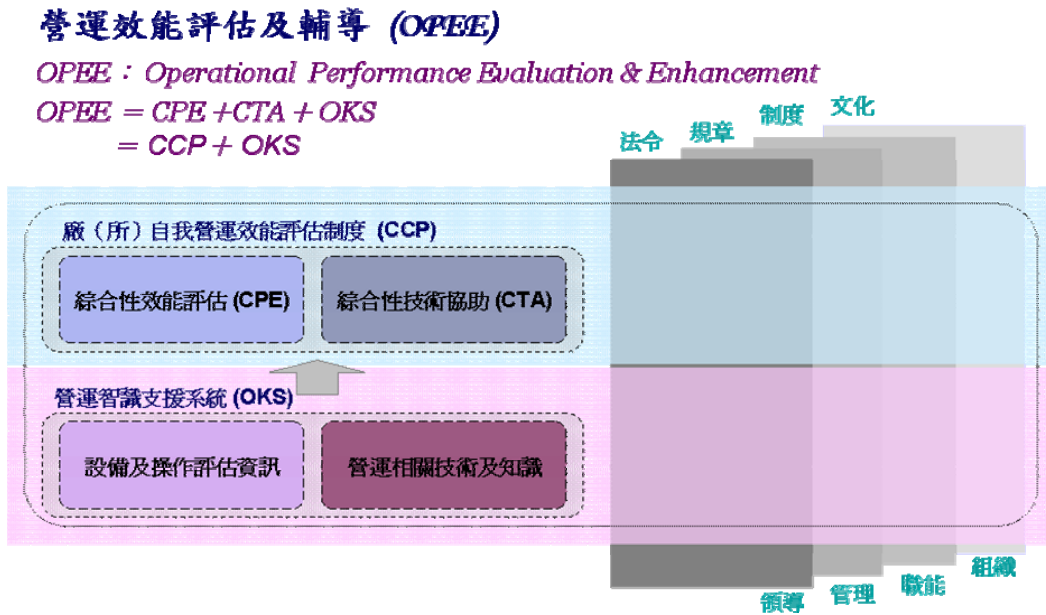 營運效能評估及輔導 (OPEE)
OPEE：Operational Performance Evaluation & Enhancement
OPEE = CPE +CTA + OKS
= CCP + OKS
法令
規章
制度
文化
廠（所）自我營運效能評估制度 (CCP)
綜合性效能評估 (CPE)
綜合性技術協助 (CTA)
營運智識支援系統 (OKS)
設備及操作評估資訊
營運相關技術及知識
領導
管理
職能
組織